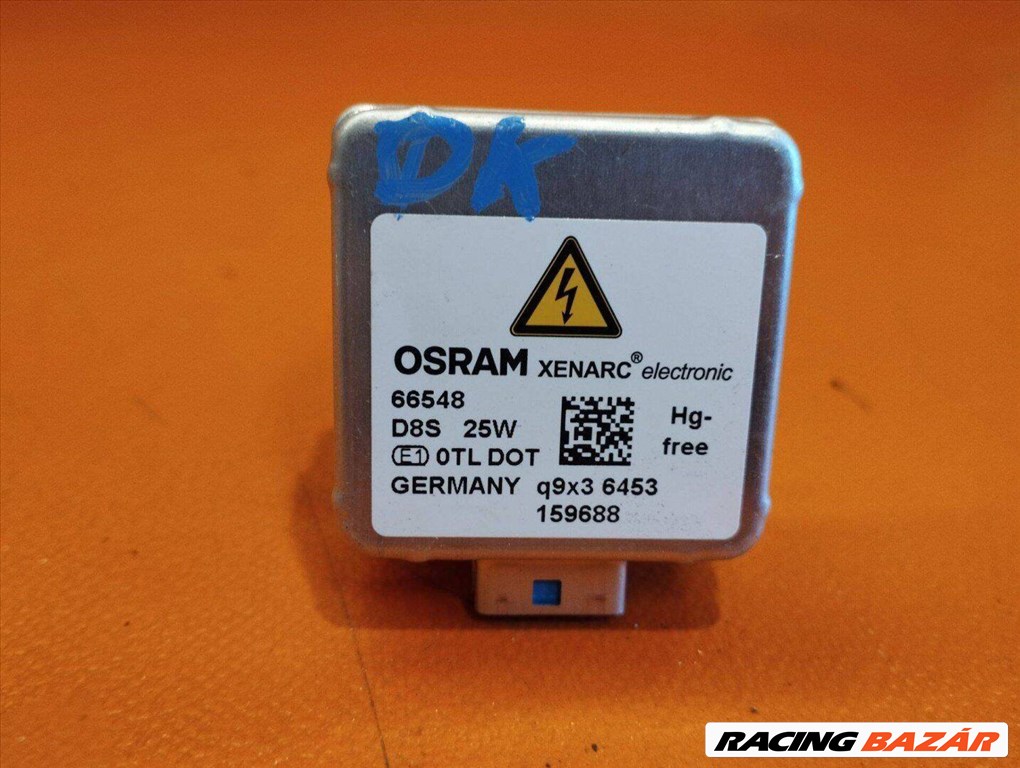 DK
OSRAM XENARC® electronic
66548
D8S 25W
Hg-
free
E1 0TL DOT
GERMANY q9x3 6453
159688
RACING BAZÁR